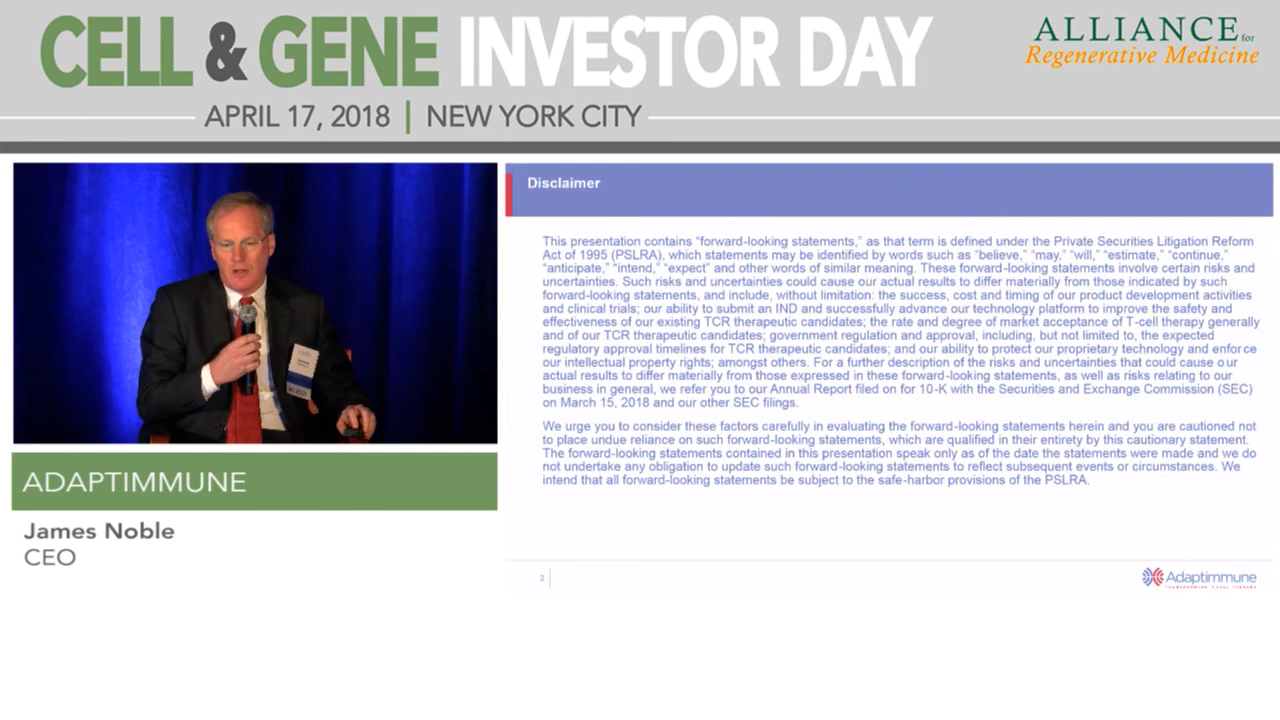 CELL & GENE INVESTOR DAY
APRIL 17, 2018 | NEW YORK CITY
ALLIANCE for
Regenerative Medicine
ADAPTIMMUNE
James Noble
CEO
Disclaimer
This presentation contains “forward-looking statements,” as that term is defined under the Private Securities Litigation Reform
Act of 1995 (PSLRA), which statements may be identified by words such as “believe,” “may,” “will,” “estimate,” “continue,”
“anticipate,” “intend,” “expect” and other words of similar meaning. These forward-looking statements involve certain risks and
uncertainties. Such risks and uncertainties could cause our actual results to differ materially from those indicated by such
forward-looking statements, and include, without limitation: the success, cost and timing of our product development activities
and clinical trials; our ability to submit an IND and successfully advance our technology platform to improve the safety and
effectiveness of our existing TCR therapeutic candidates; the rate and degree of market acceptance of T-cell therapy generally
and of our TCR therapeutic candidates; government regulation and approval, including, but not limited to, the expected
regulatory approval timelines for TCR therapeutic candidates; and our ability to protect our proprietary technology and enforce
our intellectual property rights; amongst others. For a further description of the risks and uncertainties that could cause our
actual results to differ materially from those expressed in these forward-looking statements, as well as risks relating to our
business in general, we refer you to our Annual Report filed on for 10-K with the Securities and Exchange Commission (SEC)
on March 15, 2018 and our other SEC filings.
We urge you to consider these factors carefully in evaluating the forward-looking statements herein and you are cautioned not
to place undue reliance on such forward-looking statements, which are qualified in their entirety by this cautionary statement.
The forward-looking statements contained in this presentation speak only as of the date the statements were made and we do
not undertake any obligation to update such forward-looking statements to reflect subsequent events or circumstances. We
intend that all forward-looking statements be subject to the safe-harbor provisions of the PSLRA.
2
Adaptimmune